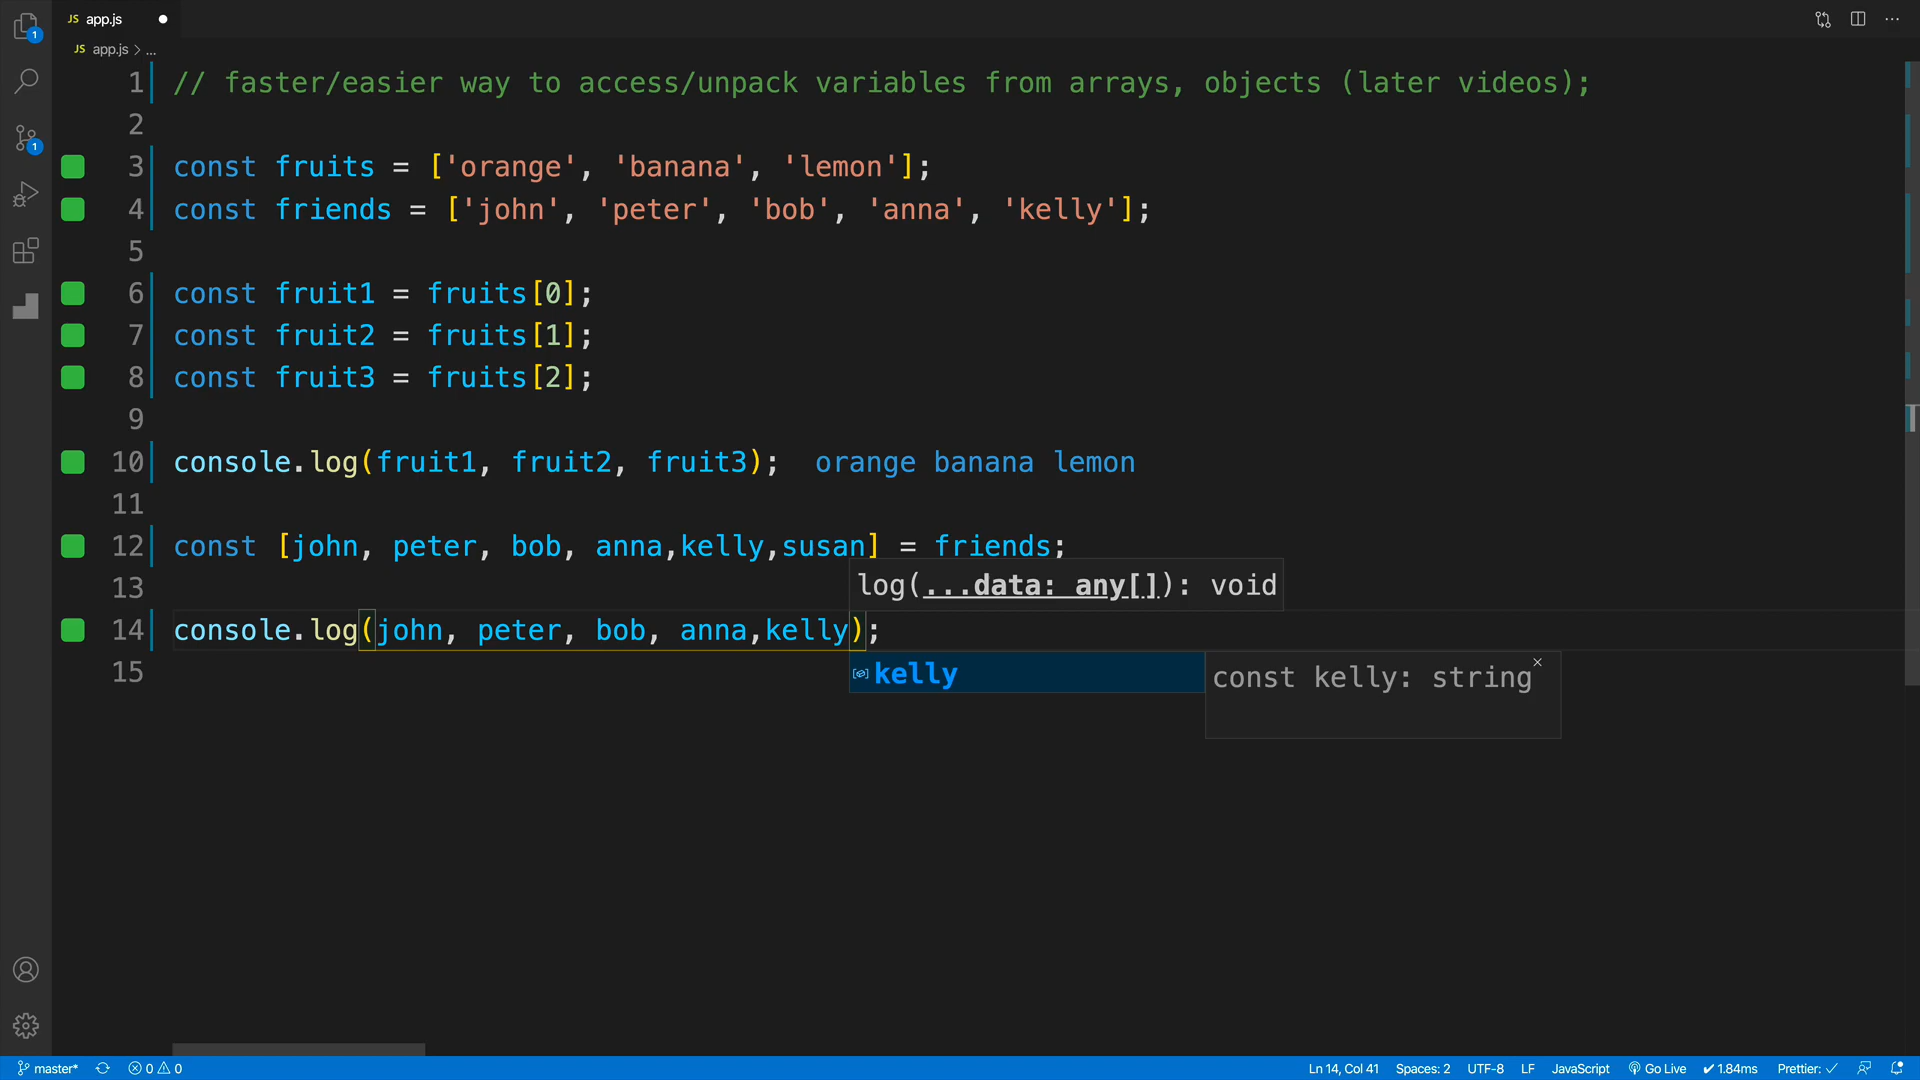 JS app.js
JS app.js > ...
1 // faster/easier way to access/unpack variables from arrays, objects (later videos);
2
3 const fruits = ['orange', 'banana', 'lemon'];
4 const friends = ['john', 'peter', 'bob', 'anna', 'kelly'];
5
6 const fruit1 = fruits[0];
7 const fruit2 = fruits[1];
8 const fruit3 = fruits[2];
9
10 console.log(fruit1, fruit2, fruit3); orange banana lemon
11
12 const [john, peter, bob, anna,kelly,susan] = friends;
log(...data: any[]): void
13
14 console.log(john, peter, bob, anna,kelly);
kelly const kelly: string
15
1
1
master* 0 0 Ln 14, Col 41 Spaces: 2 UTF-8 LF JavaScript Go Live ✔ 1.84ms Prettier: ✓